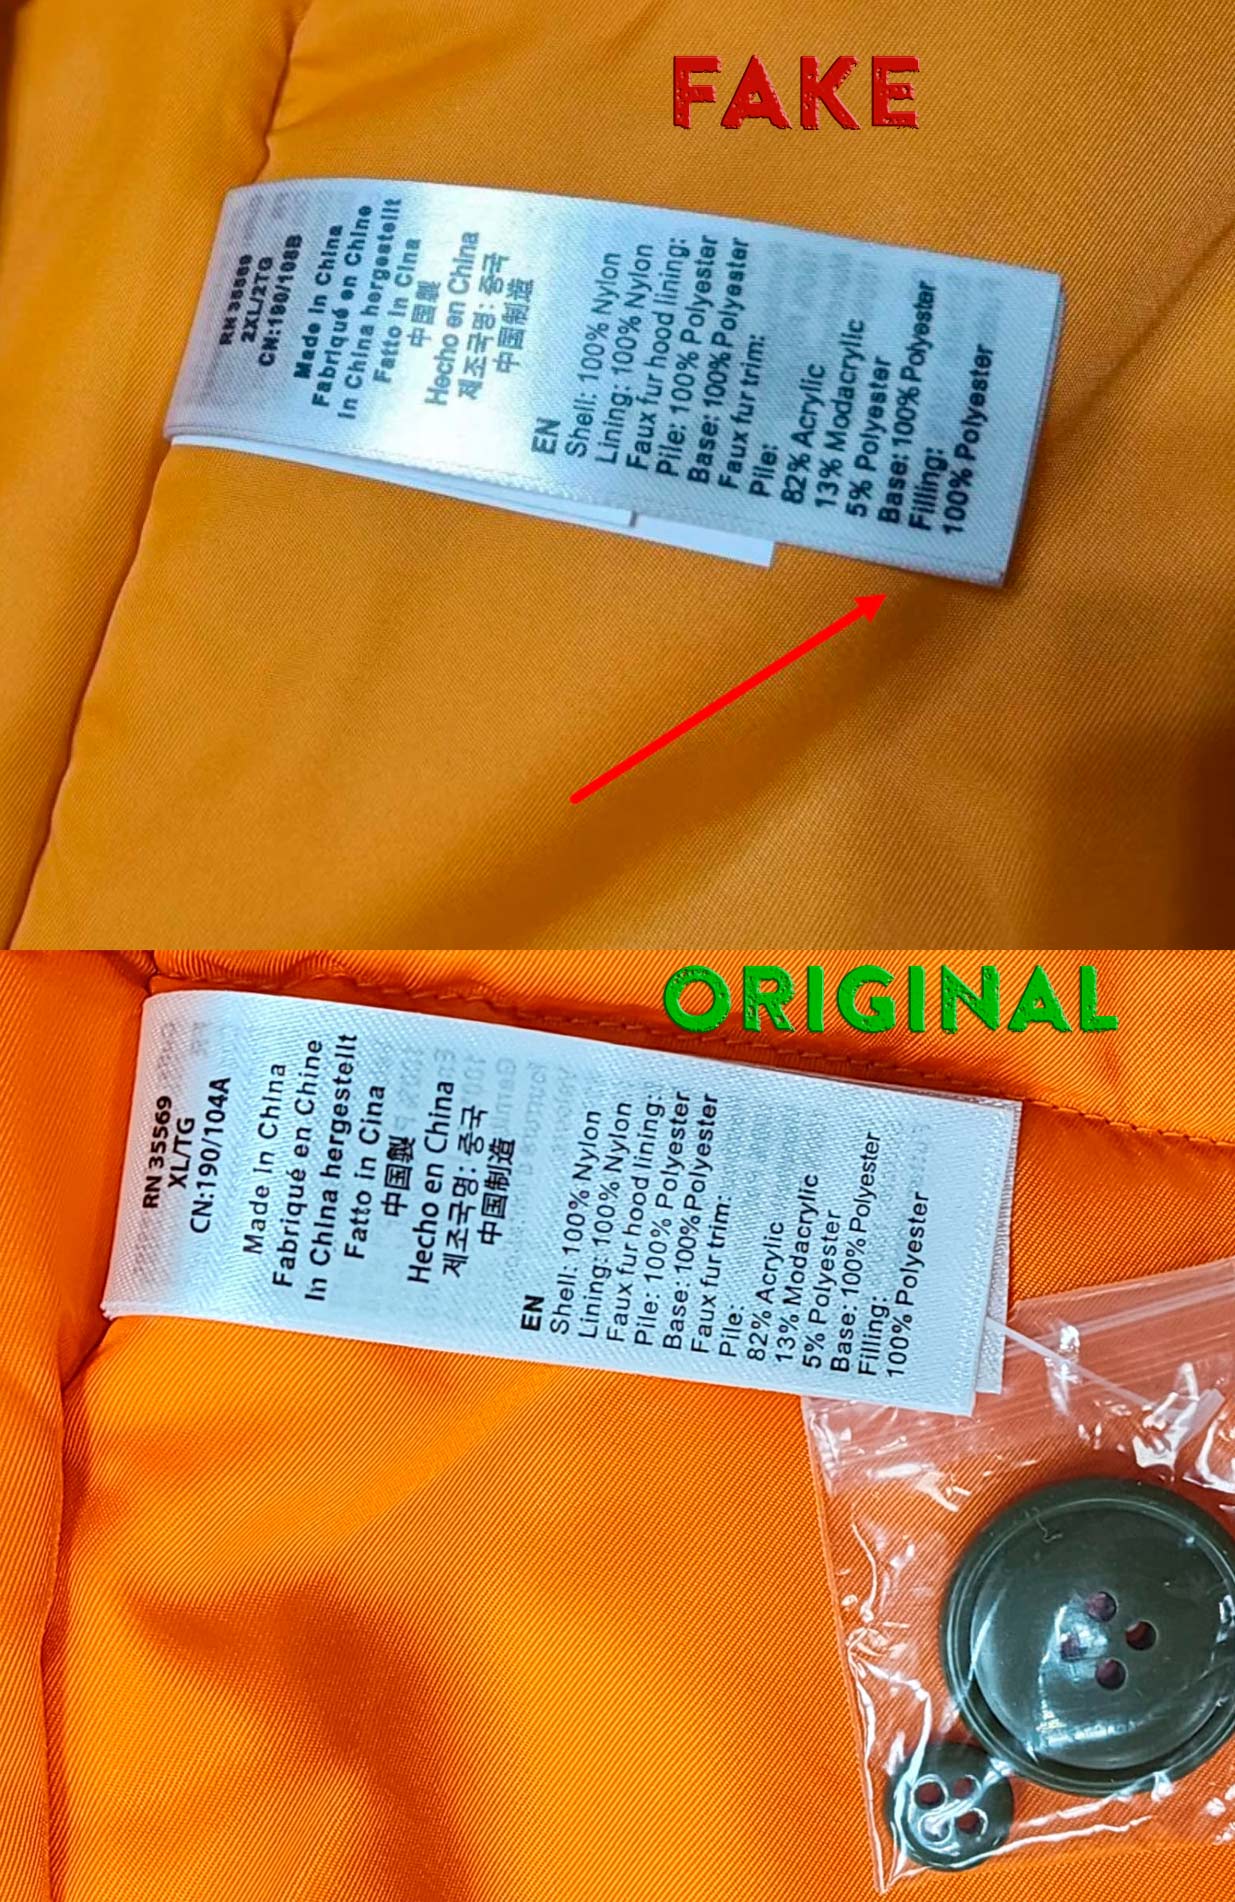 FAKE
RN 35569
2XL/2TG
CN:190/108B
Made in China
Fabriqué en Chine
in China hergestellt
Fatto in Cina
中国製
Hecho en China
제조국명: 중국
中国制造
EN
Shell: 100% Nylon
Lining: 100% Nylon
Faux fur hood lining:
Pile: 100% Polyester
Base: 100% Polyester
Faux fur trim:
Pile:
82% Acrylic
13% Modacrylic
5% Polyester
Base: 100% Polyester
Filling:
100% Polyester
ORIGINAL
RN 35569
XL/TG
CN:190/104A
Made In China
Fabriqué en Chine
In China hergestellt
Fatto in Cina
中国製
Hecho en China
제조국명: 중국
中国制造
EN
Shell: 100% Nylon
Lining: 100% Nylon
Faux fur hood lining:
Pile: 100% Polyester
Base: 100% Polyester
Faux fur trim:
Pile:
82% Acrylic
13% Modacrylic
5% Polyester
Base: 100% Polyester
Filling:
100% Polyester